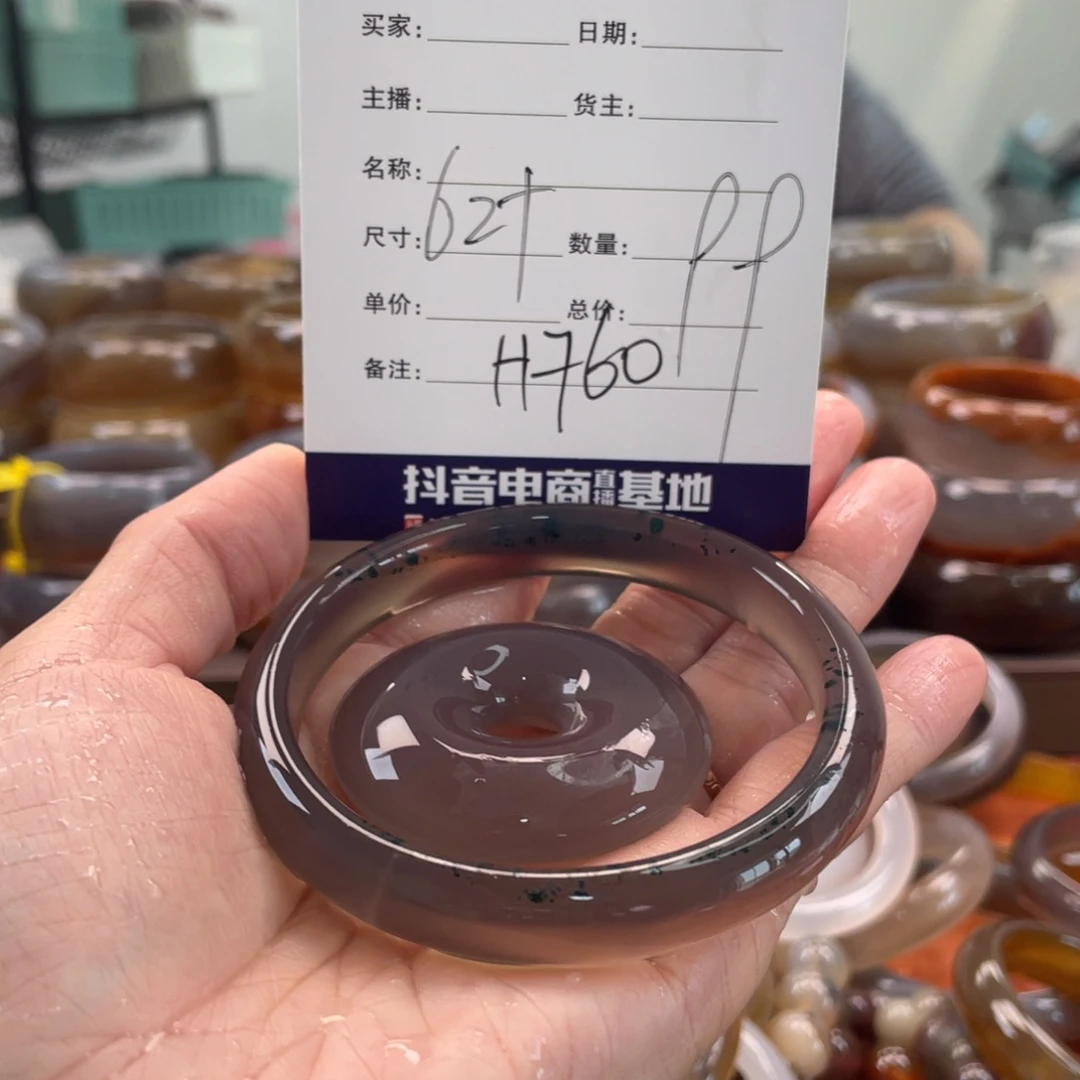 买家: 日期:
主播: 货主:
名称:
尺寸: 62+ 数量: PP
单价: 总价:
备注: H760
抖音电商直播基地